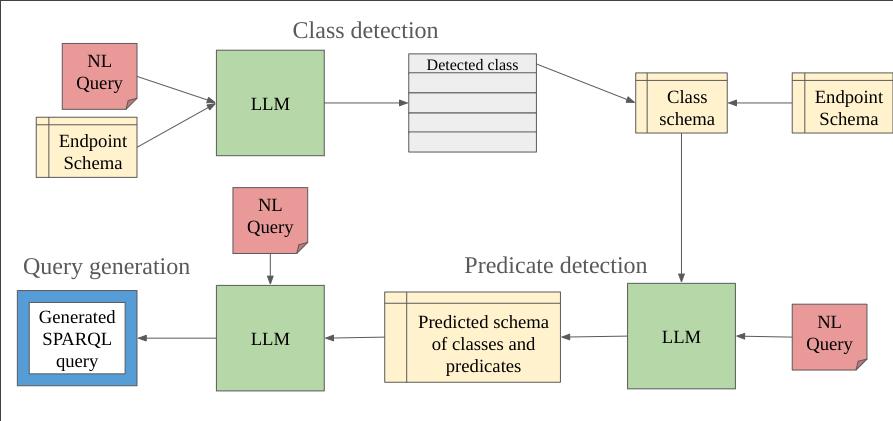 Class detection
NL
Query
LLM
Detected class
Class
schema
Endpoint
Schema
Endpoint
Schema
NL
Query
Query generation
Predicate detection
Generated
SPARQL
query
LLM
Predicted schema
of classes and
predicates
LLM
NL
Query